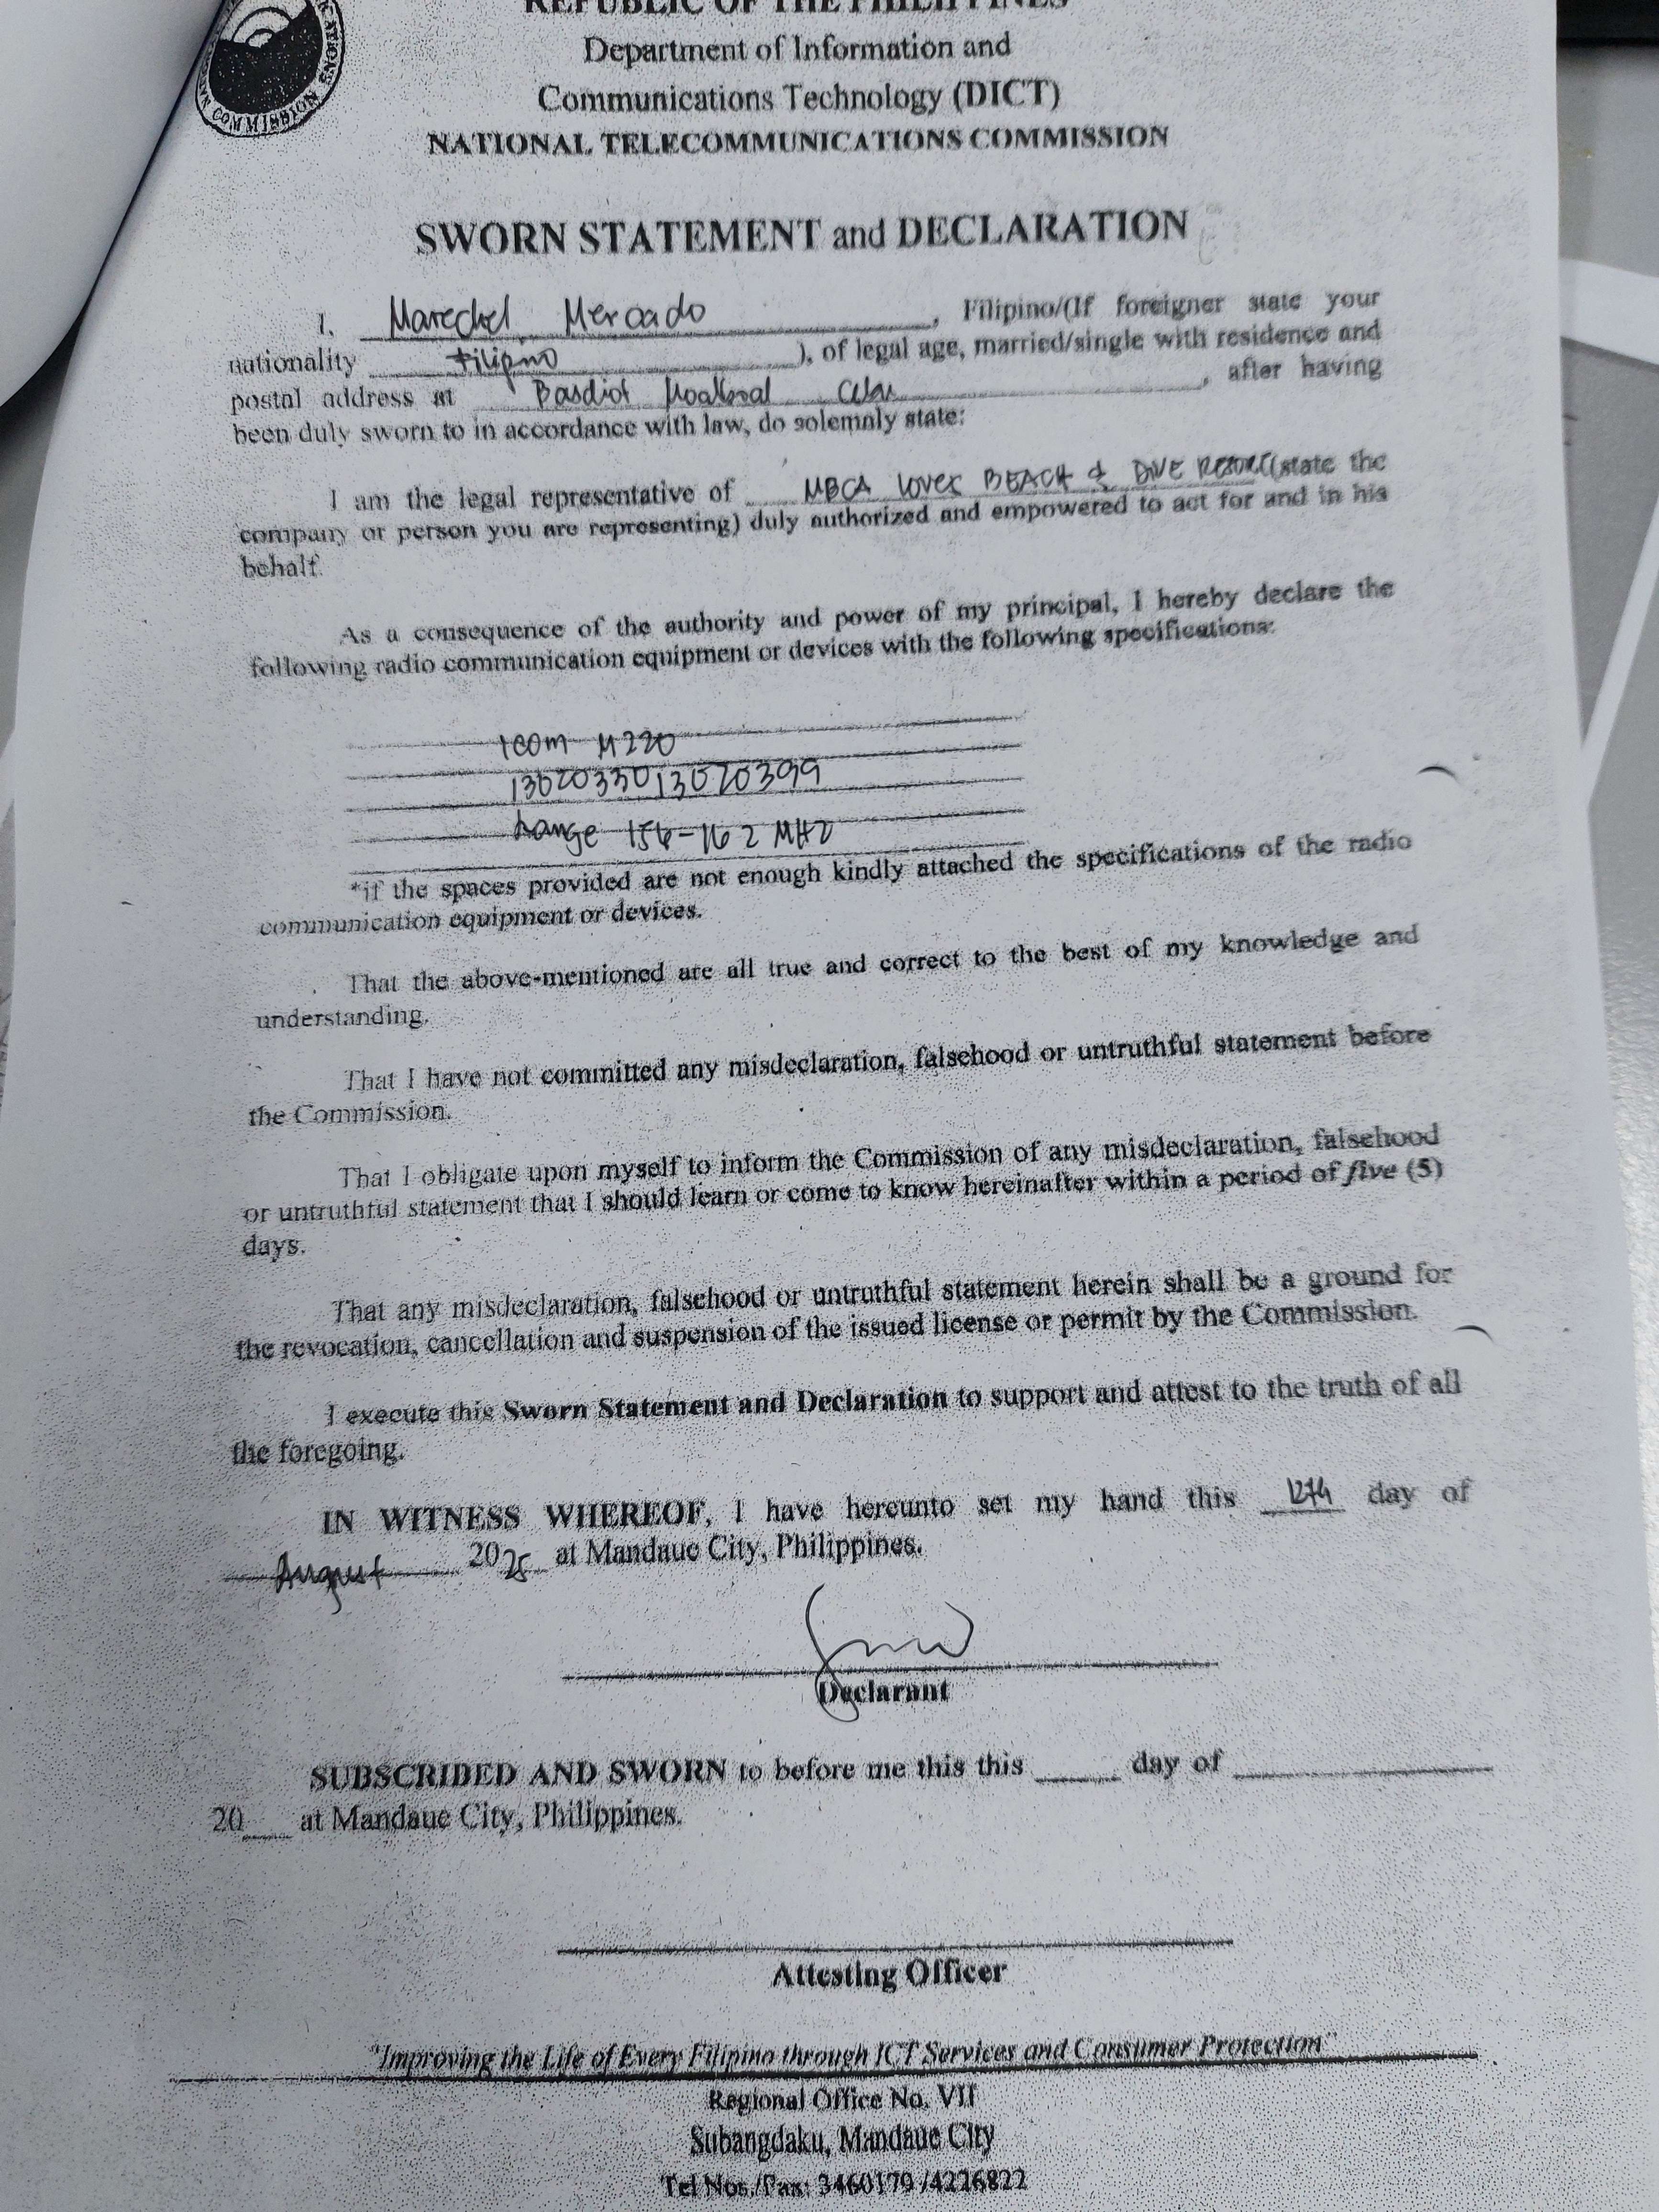 REPUBLIC OF THE PHILIPPINES
Department of Information and
Communications Technology (DICT)
NATIONAL TELECOMMUNICATIONS COMMISSION
COMMISSION
SWORN STATEMENT and DECLARATION
I, Marechel Mercado, Filipino/(If foreigner state your
nationality Filipino), of legal age, married/single with residence and
postal address at Basdiot Moalboal Cebu, after having
been duly sworn to in accordance with law, do solemnly state:
I am the legal representative of MBCA LOVES BEACH & DIVE RESORT (state the
company or person you are representing) duly authorized and empowered to act for and in his
behalf.
As a consequence of the authority and power of my principal, I hereby declare the
following radio communication equipment or devices with the following specifications:
Icom M220
range 156-162 MHZ
*if the spaces provided are not enough kindly attached the specifications of the radio
communication equipment or devices.
That the above-mentioned are all true and correct to the best of my knowledge and
understanding.
That I have not committed any misdeclaration, falsehood or untruthful statement before
the Commission.
That I obligate upon myself to inform the Commission of any misdeclaration, falsehood
or untruthful statement that I should learn or come to know hereinafter within a period of five (5)
days.
That any misdeclaration, falsehood or untruthful statement herein shall be a ground for
the revocation, cancellation and suspension of the issued license or permit by the Commission.
I execute this Sworn Statement and Declaration to support and attest to the truth of all
the foregoing.
IN WITNESS WHEREOF, I have hereunto set my hand this 12th day of
August 2025 at Mandaue City, Philippines.
Declarant
SUBSCRIBED AND SWORN to before me this this day of
20 at Mandaue City, Philippines.
Attesting Officer
"Improving the Life of Every Filipino through ICT Services and Consumer Protection"
Regional Office No. VII
Subangdaku, Mandaue City
Tel Nos./Fax: 3460179 /4226822